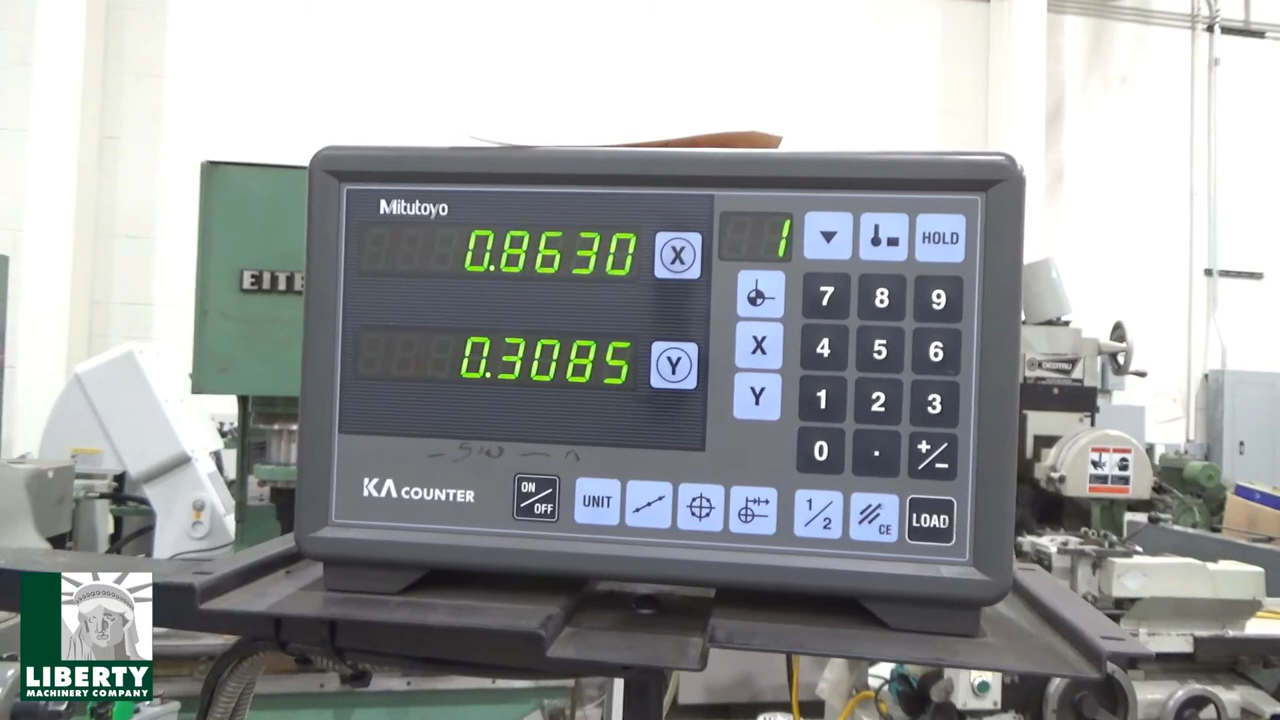 Mitutoyo
0.8630
X
1
HOLD
EITE
0.3085
Y
7 8 9
X 4 5 6
Y 1 2 3
0 . +/-
KA COUNTER
ON/OFF
UNIT
1/2
CE
LOAD
LIBERTY
MACHINERY COMPANY